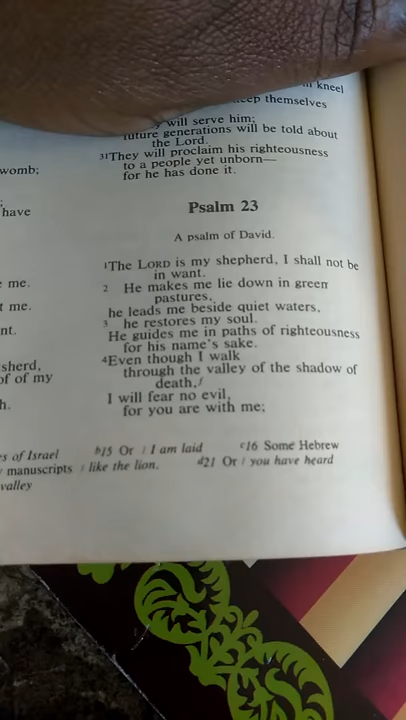 kneel
themselves
will serve him;
future generations will be told about
the Lord.
31They will proclaim his righteousness
to a people yet unborn—
for he has done it.
womb;
have
me.
me.
sherd,
of of my
Psalm 23
A psalm of David.
1The LORD is my shepherd, I shall not be
in want.
2 He makes me lie down in green
pastures,
he leads me beside quiet waters,
3 he restores my soul.
He guides me in paths of righteousness
for his name's sake.
4Even though I walk
through the valley of the shadow of
death,f
I will fear no evil,
for you are with me;
of Israel b15 Or / I am laid c16 Some Hebrew
manuscripts / like the lion, d21 Or / you have heard
valley